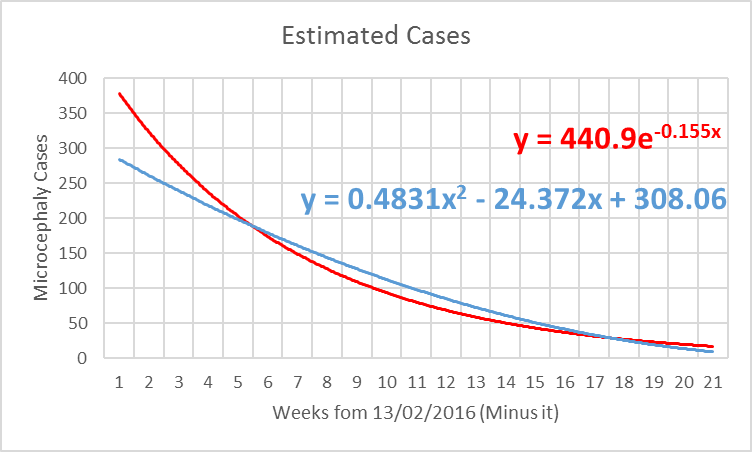 Estimated Cases
400
350
300
250
200
150
100
50
0
Microcephaly Cases
y = 440.9e^-0.155x
y = 0.4831x² - 24.372x + 308.06
1 2 3 4 5 6 7 8 9 10 11 12 13 14 15 16 17 18 19 20 21
Weeks fom 13/02/2016 (Minus it)